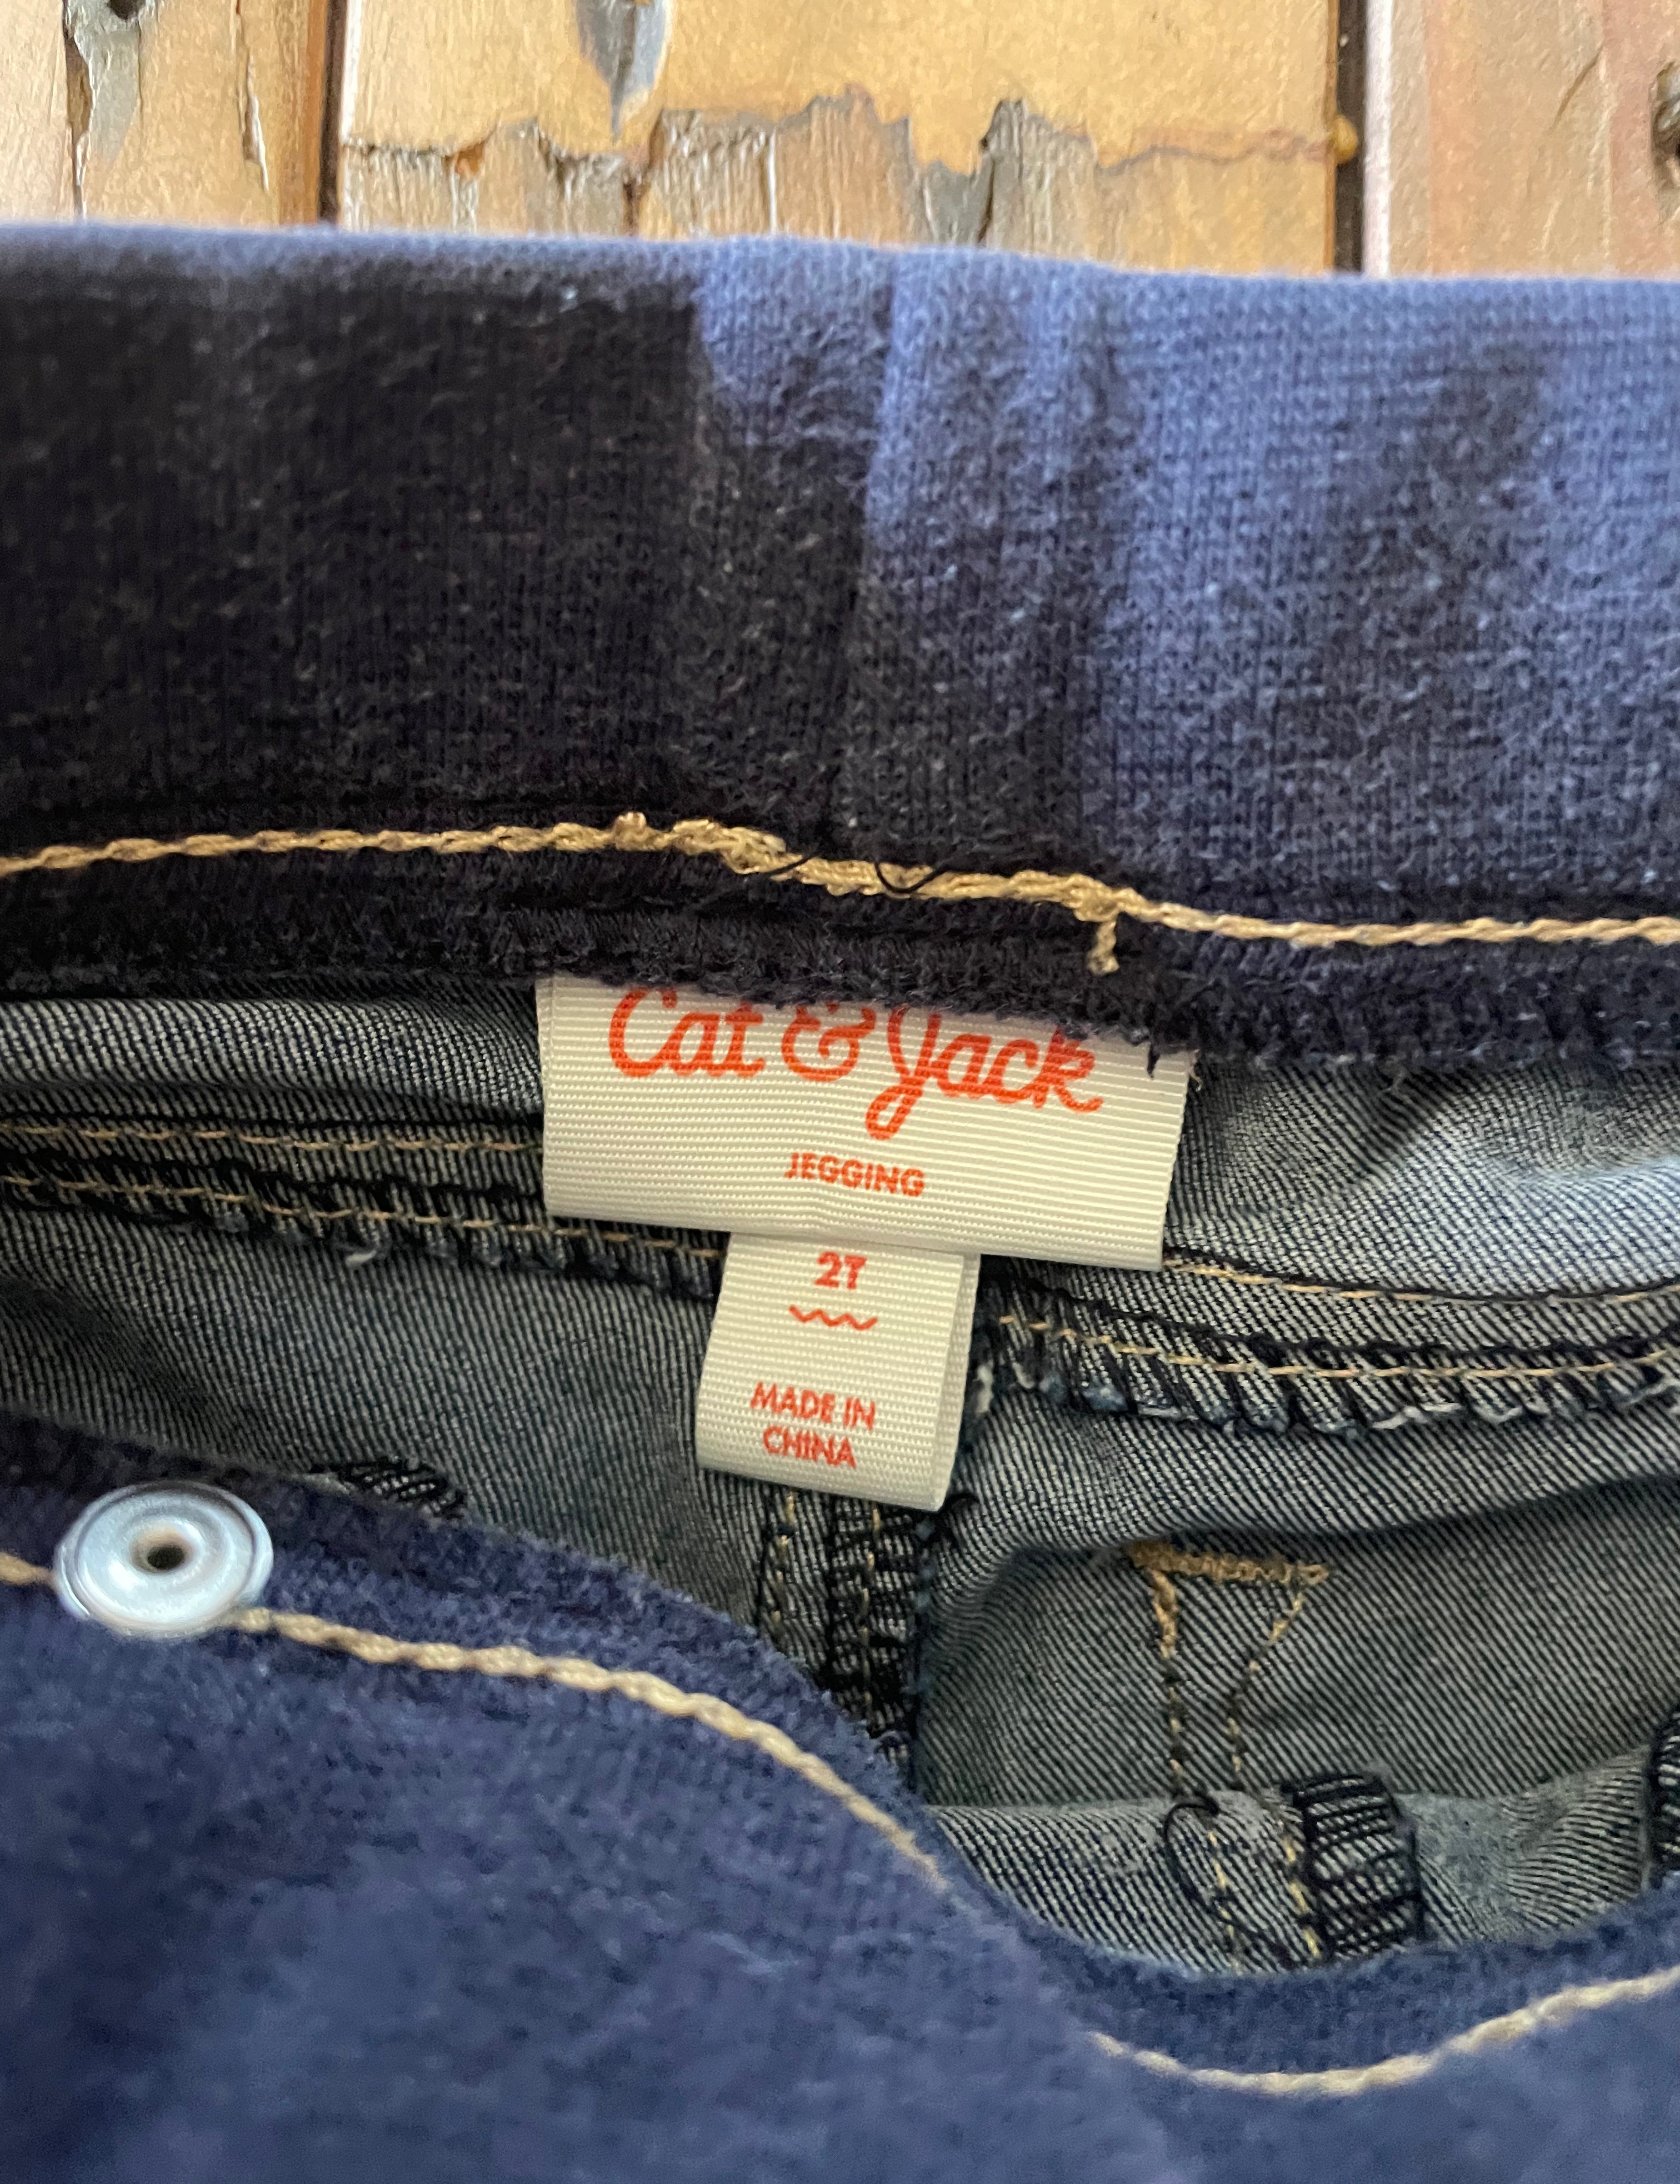 Cat & Jack
JEGGING
2T
MADE IN
CHINA